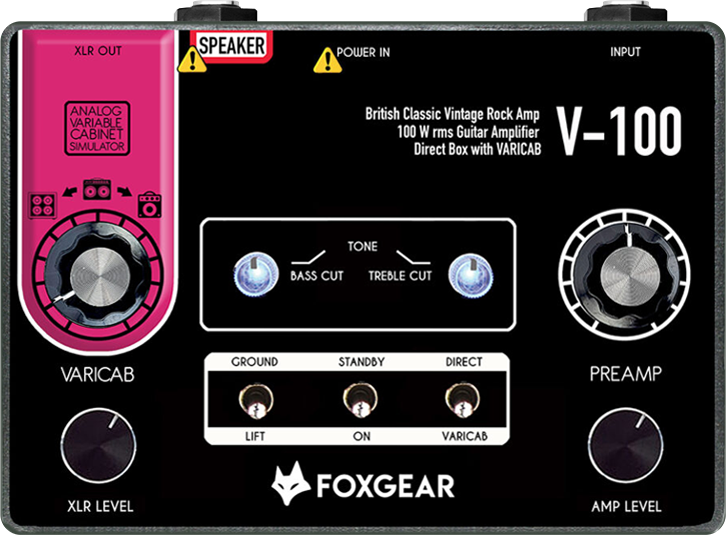 XLR OUT
SPEAKER
POWER IN
INPUT
ANALOG
VARIABLE
CABINET
SIMULATOR
British Classic Vintage Rock Amp
100 W rms Guitar Amplifier
Direct Box with VARICAB
V-100
TONE
BASS CUT
TREBLE CUT
VARICAB
PREAMP
GROUND
STANDBY
DIRECT
LIFT
ON
VARICAB
XLR LEVEL
FOXGEAR
AMP LEVEL